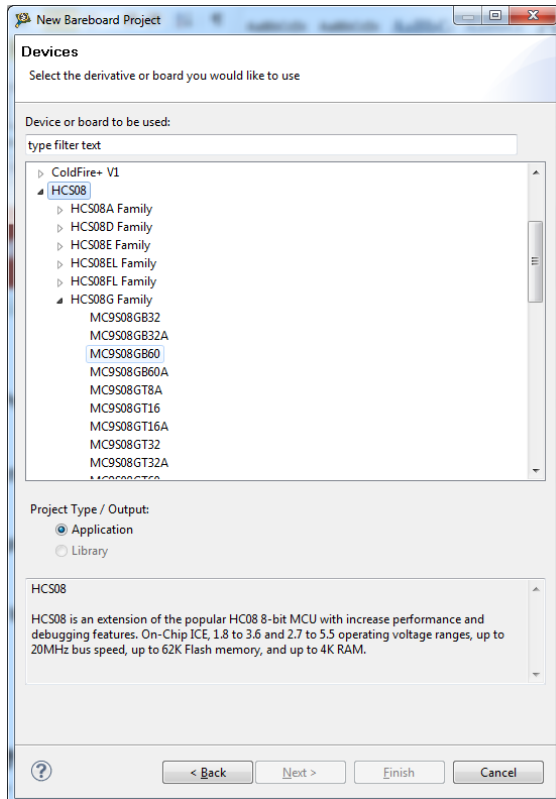 New Bareboard Project
Devices
Select the derivative or board you would like to use
Device or board to be used:
type filter text
ColdFire+ V1
HCS08
HCS08A Family
HCS08D Family
HCS08E Family
HCS08EL Family
HCS08FL Family
HCS08G Family
MC9S08GB32
MC9S08GB32A
MC9S08GB60
MC9S08GB60A
MC9S08GT8A
MC9S08GT16
MC9S08GT16A
MC9S08GT32
MC9S08GT32A
Project Type / Output:
Application
Library
HCS08
HCS08 is an extension of the popular HC08 8-bit MCU with increase performance and
debugging features. On-Chip ICE, 1.8 to 3.6 and 2.7 to 5.5 operating voltage ranges, up to
20MHz bus speed, up to 62K Flash memory, and up to 4K RAM.
? < Back Next > Finish Cancel